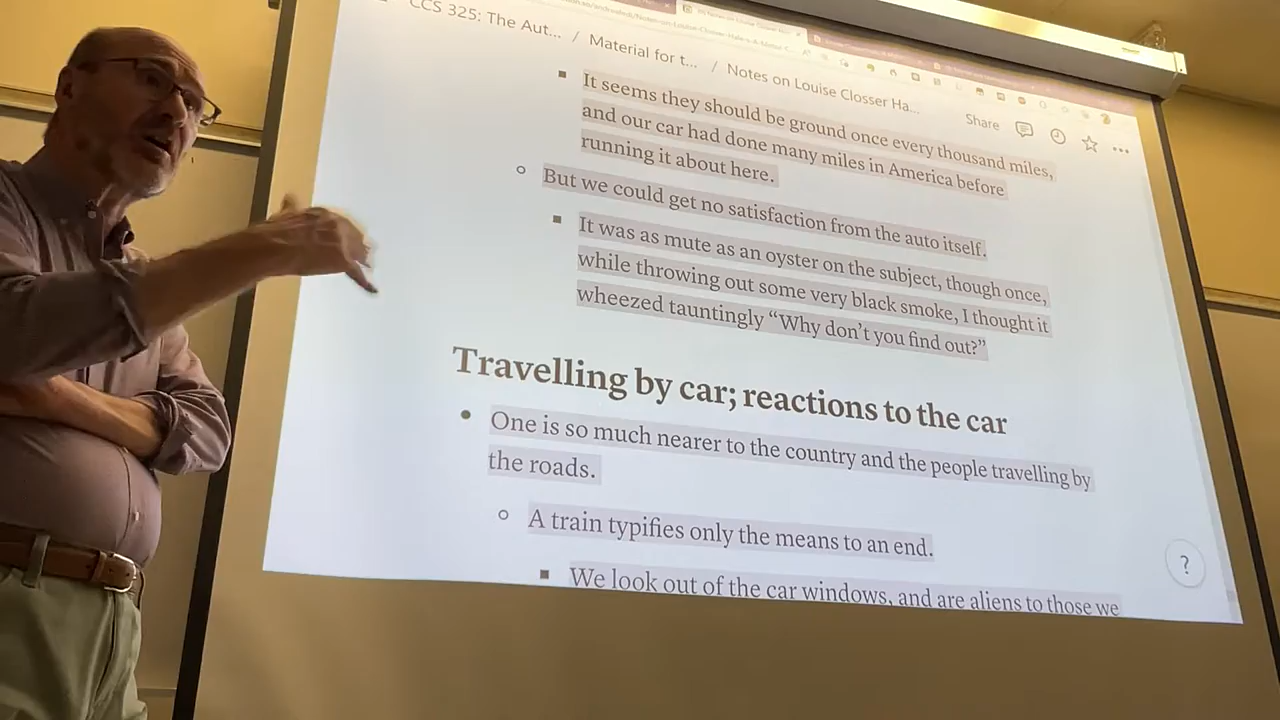 CCS 325: The Aut... / Material for t... / Notes on Louise Closser Ha...
Share
It seems they should be ground once every thousand miles,
and our car had done many miles in America before
running it about here.
But we could get no satisfaction from the auto itself.
It was as mute as an oyster on the subject, though once,
while throwing out some very black smoke, I thought it
wheezed tauntingly “Why don’t you find out?”
Travelling by car; reactions to the car
One is so much nearer to the country and the people travelling by
the roads.
A train typifies only the means to an end.
We look out of the car windows, and are aliens to those we
?